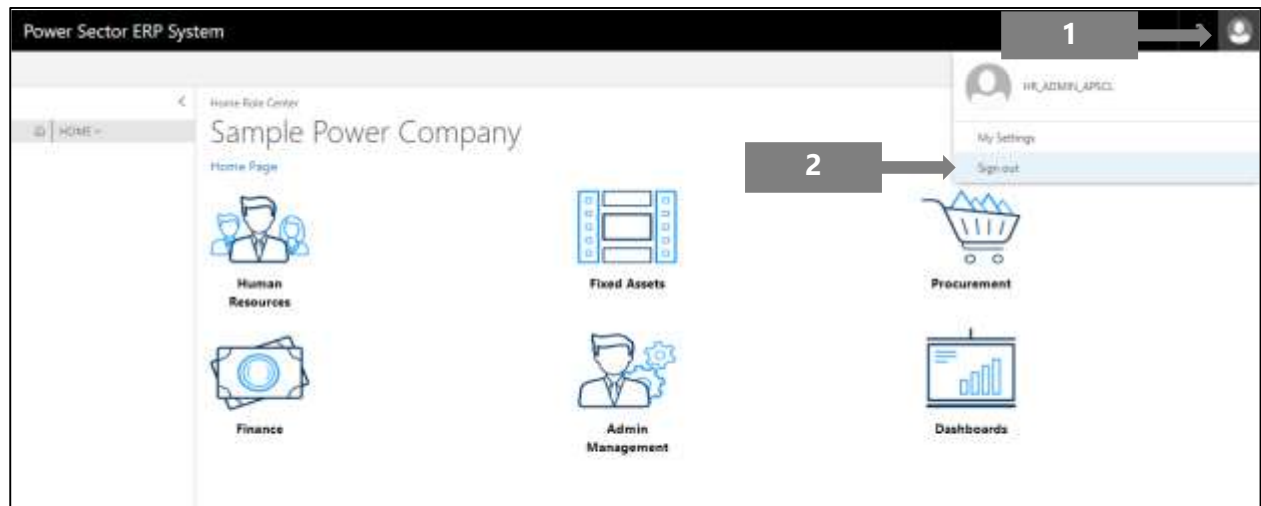 Power Sector ERP System
1
HR_ADMIN_APSCL
Home Role Center
HOME
Sample Power Company
My Settings
2
Sign out
Home Page
Human
Resources
Fixed Assets
Procurement
Finance
Admin
Management
Dashboards